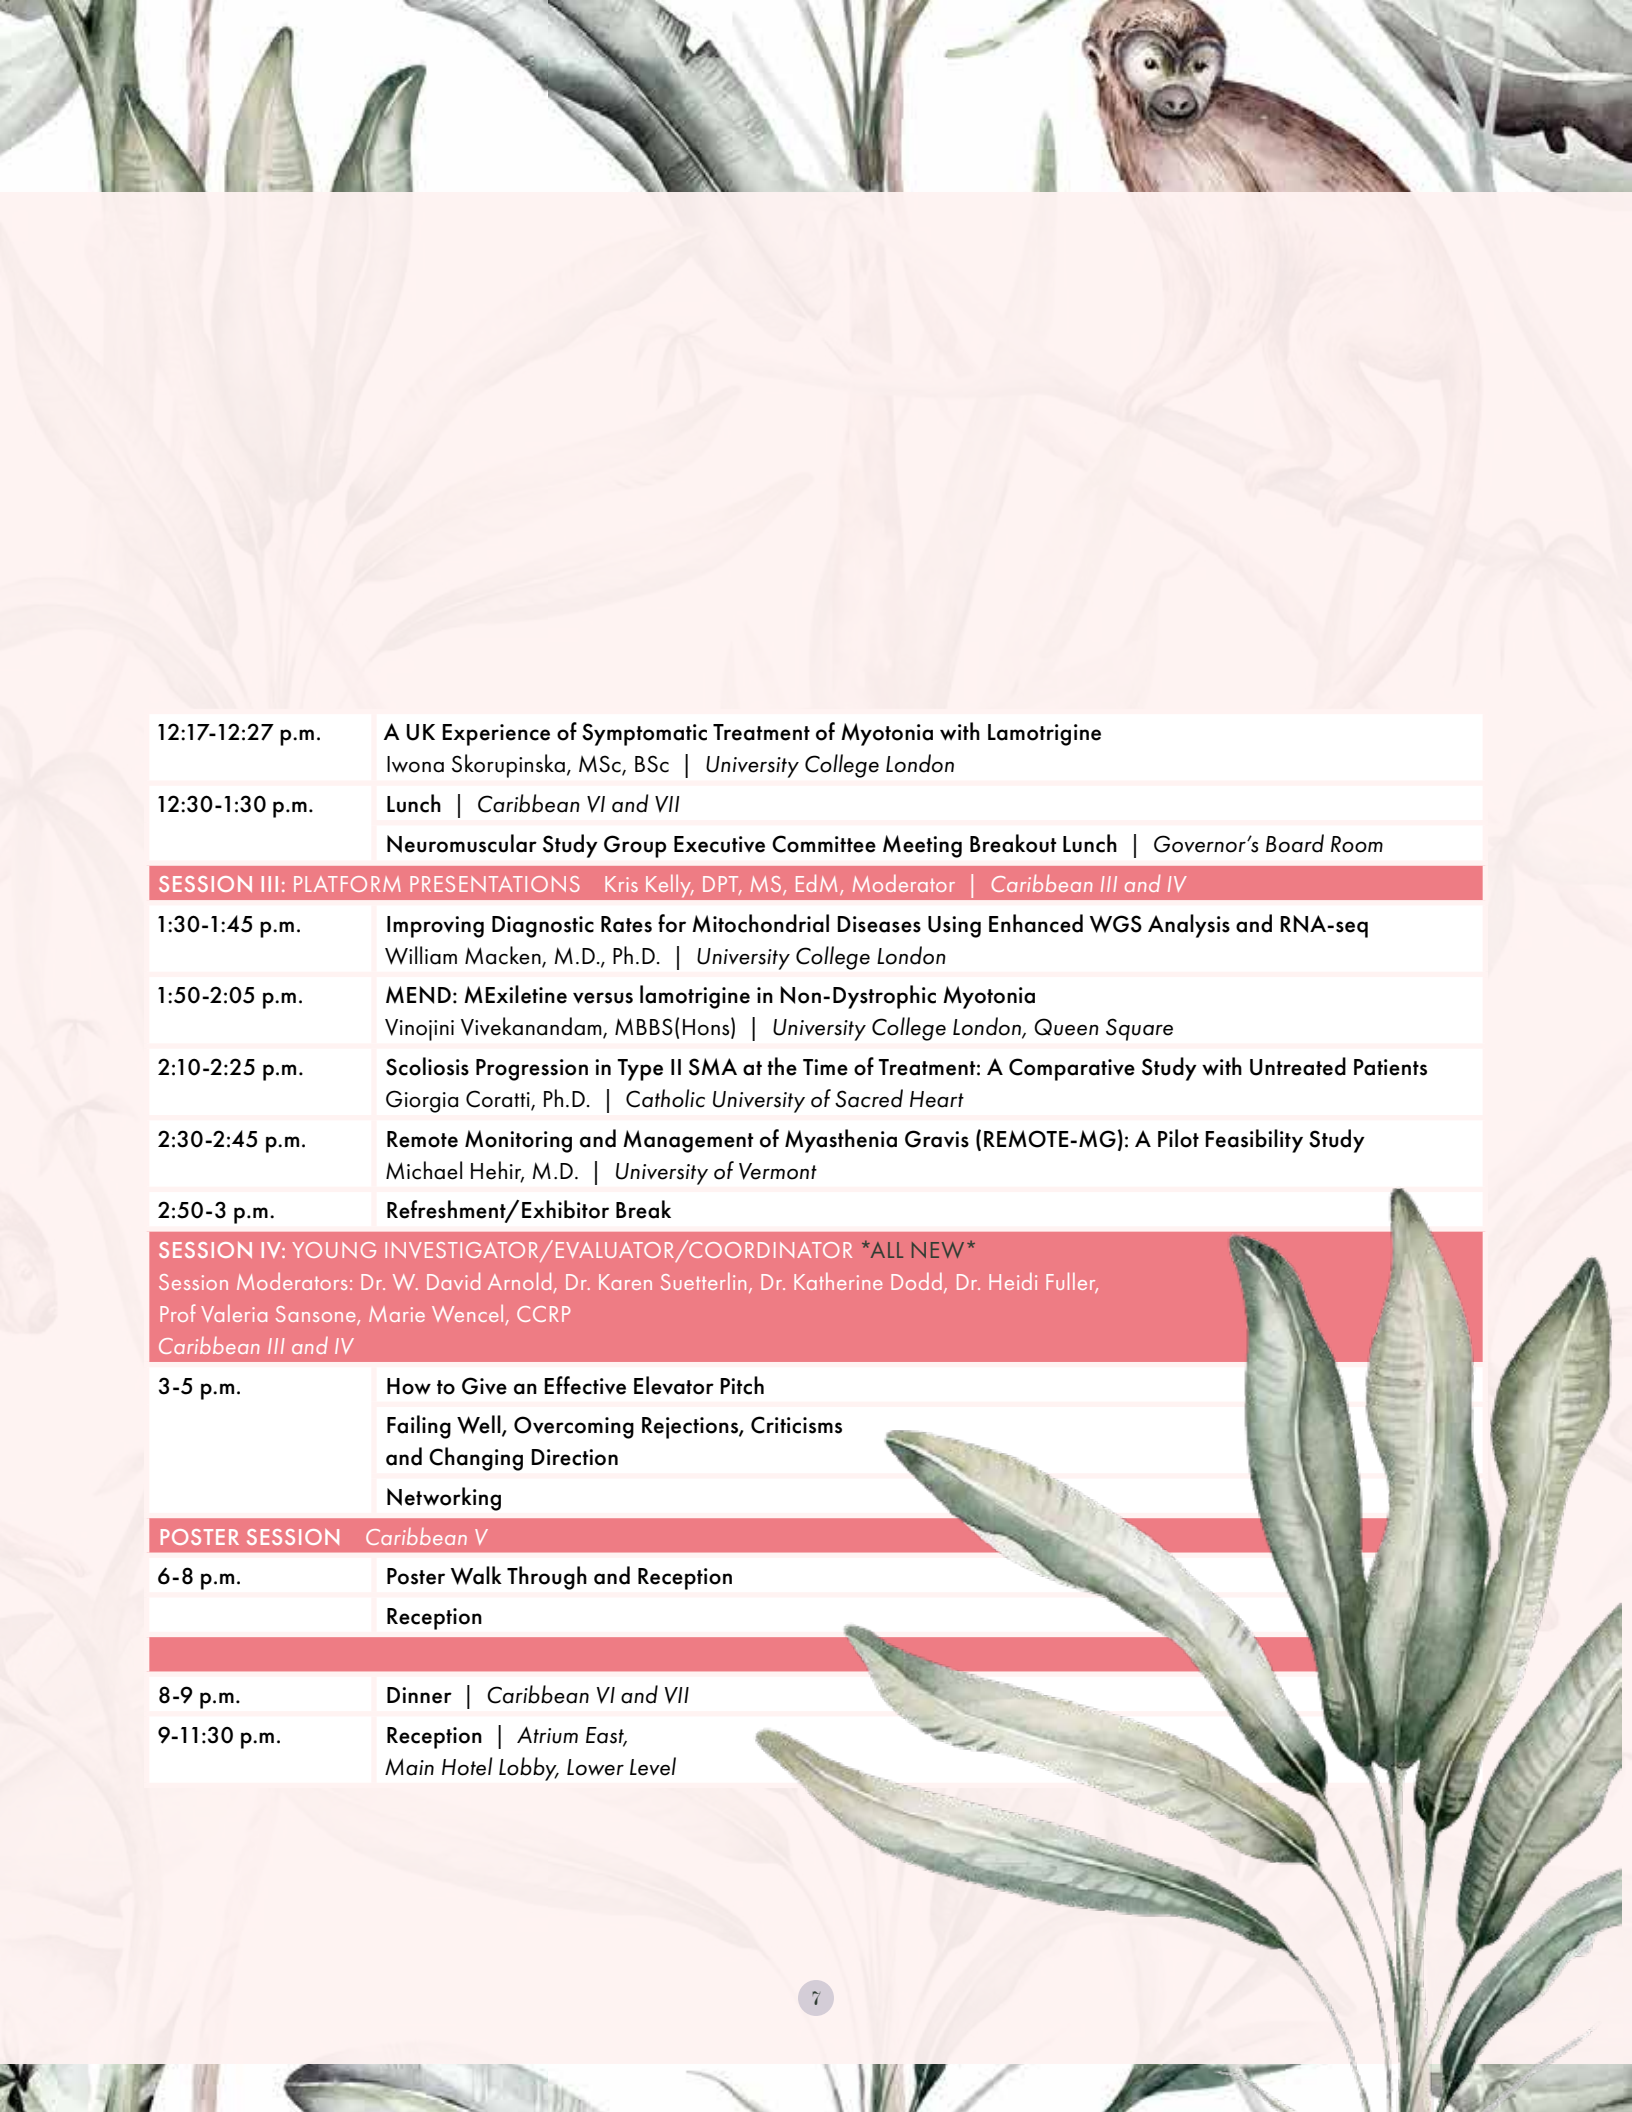 12:17-12:27 p.m. A UK Experience of Symptomatic Treatment of Myotonia with Lamotrigine
Iwona Skorupinska, MSc, BSc | University College London
12:30-1:30 p.m. Lunch | Caribbean VI and VII
Neuromuscular Study Group Executive Committee Meeting Breakout Lunch | Governor’s Board Room
SESSION III: PLATFORM PRESENTATIONS Kris Kelly, DPT, MS, EdM, Moderator | Caribbean III and IV
1:30-1:45 p.m. Improving Diagnostic Rates for Mitochondrial Diseases Using Enhanced WGS Analysis and RNA-seq
William Macken, M.D., Ph.D. | University College London
1:50-2:05 p.m. MEND: MExiletine versus lamotrigine in Non-Dystrophic Myotonia
Vinojini Vivekanandam, MBBS(Hons) | University College London, Queen Square
2:10-2:25 p.m. Scoliosis Progression in Type II SMA at the Time of Treatment: A Comparative Study with Untreated Patients
Giorgia Coratti, Ph.D. | Catholic University of Sacred Heart
2:30-2:45 p.m. Remote Monitoring and Management of Myasthenia Gravis (REMOTE-MG): A Pilot Feasibility Study
Michael Hehir, M.D. | University of Vermont
2:50-3 p.m. Refreshment/Exhibitor Break
SESSION IV: YOUNG INVESTIGATOR/EVALUATOR/COORDINATOR *ALL NEW*
Session Moderators: Dr. W. David Arnold, Dr. Karen Suetterlin, Dr. Katherine Dodd, Dr. Heidi Fuller,
Prof Valeria Sansone, Marie Wencel, CCRP
Caribbean III and IV
3-5 p.m. How to Give an Effective Elevator Pitch
Failing Well, Overcoming Rejections, Criticisms
and Changing Direction
Networking
POSTER SESSION Caribbean V
6-8 p.m. Poster Walk Through and Reception
Reception
8-9 p.m. Dinner | Caribbean VI and VII
9-11:30 p.m. Reception | Atrium East,
Main Hotel Lobby, Lower Level
7